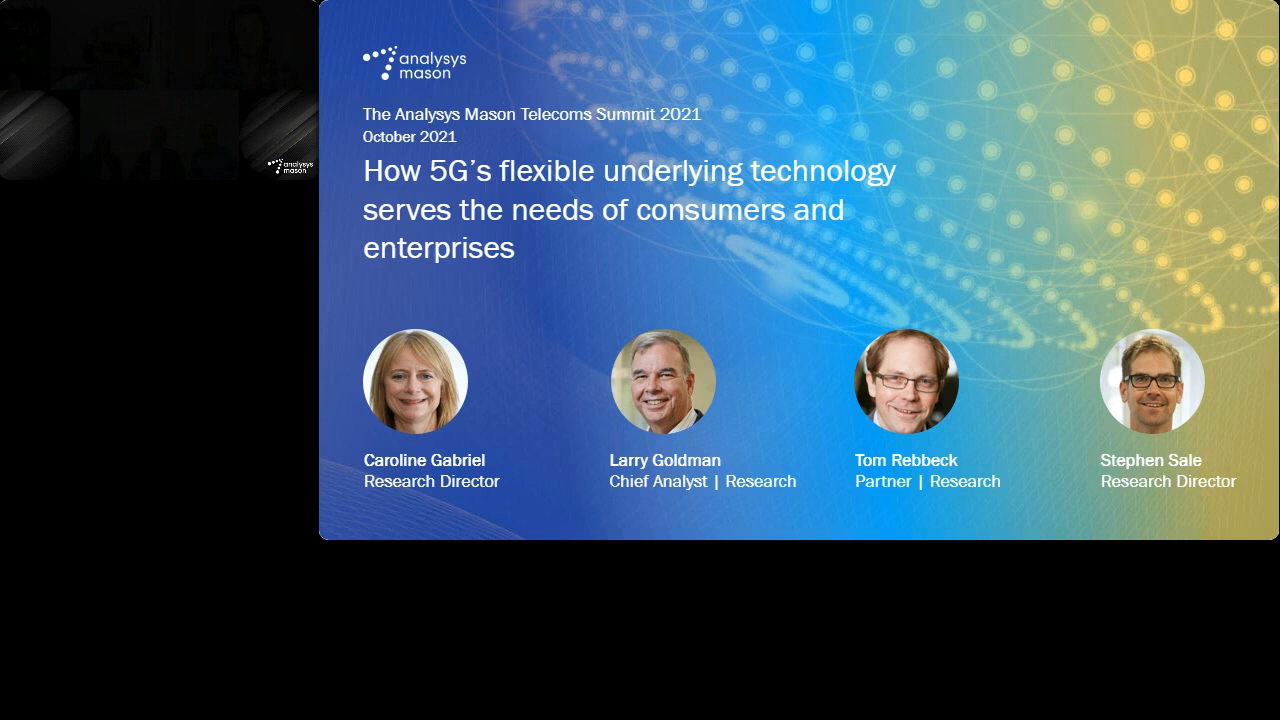 analysys
mason
analysys
mason
The Analysys Mason Telecoms Summit 2021
October 2021
How 5G’s flexible underlying technology
serves the needs of consumers and
enterprises
Caroline Gabriel
Research Director
Larry Goldman
Chief Analyst | Research
Tom Rebbeck
Partner | Research
Stephen Sale
Research Director